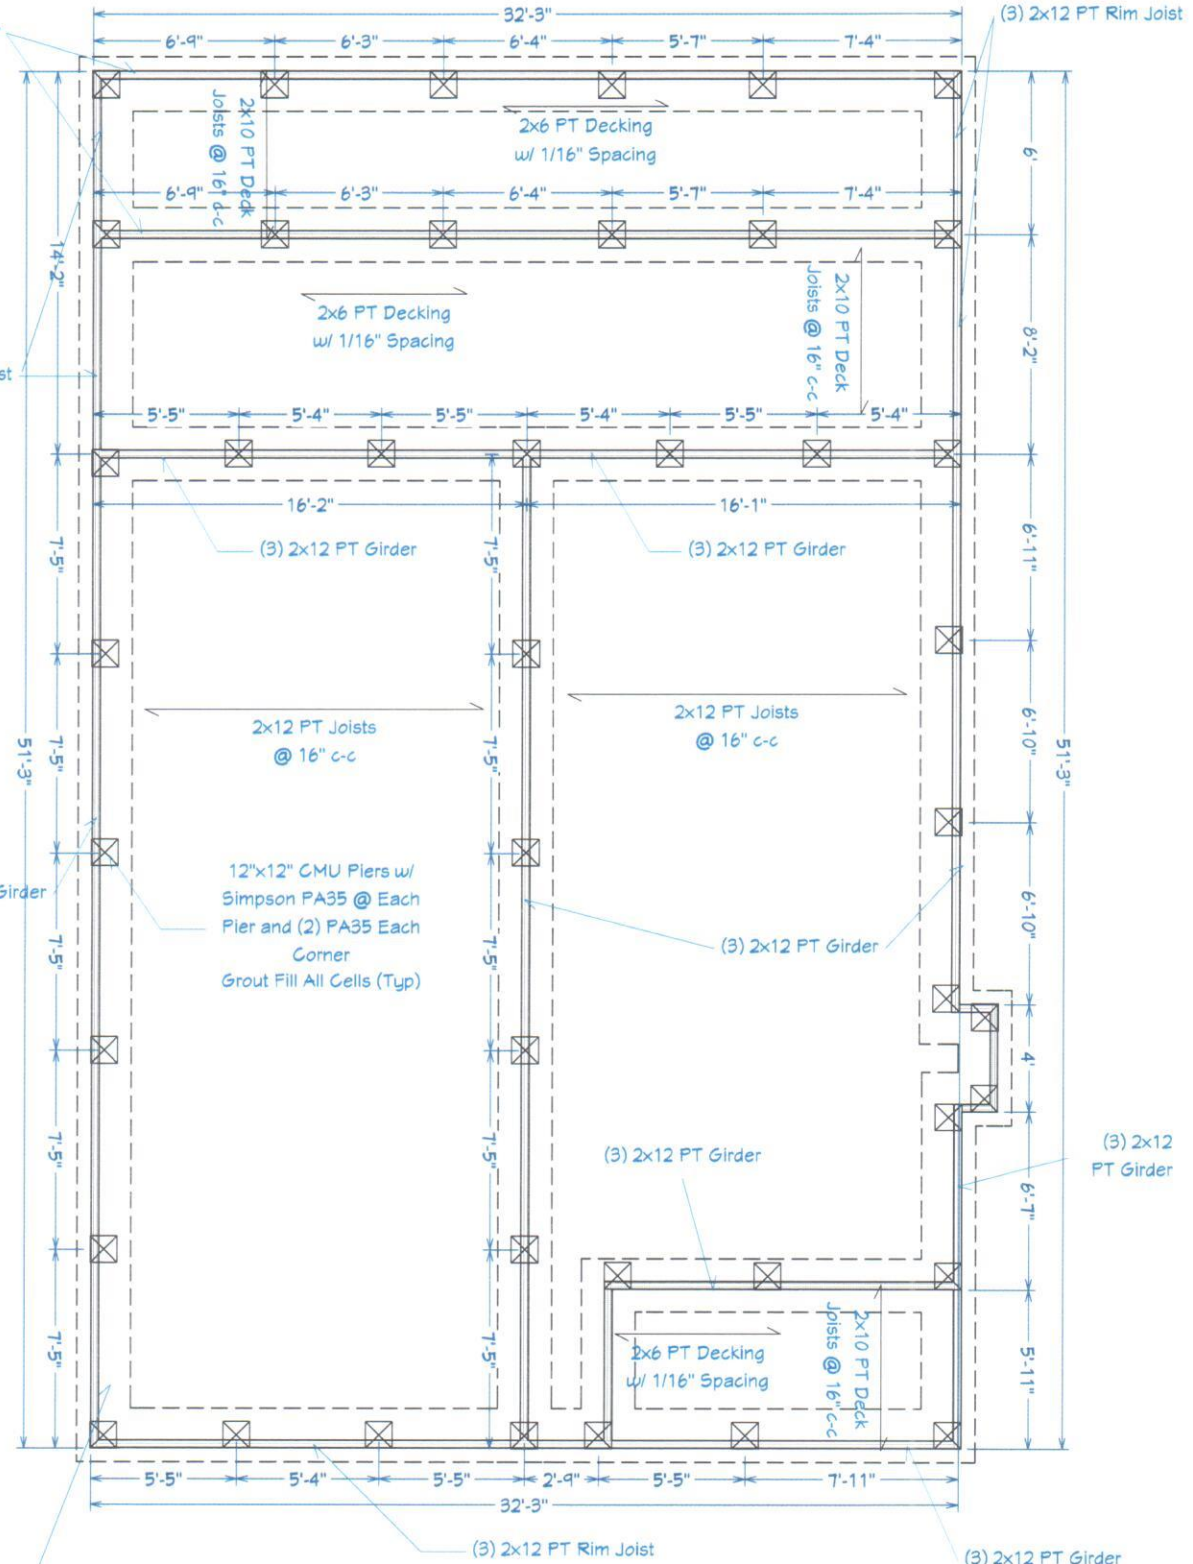 32'-3"
(3) 2x12 PT Rim Joist
6'-9"
6'-3"
6'-4"
5'-7"
7'-4"
2x10 PT Deck
Joists @ 16" c-c
2x6 PT Decking
w/ 1/16" Spacing
6'
6'-9"
6'-3"
6'-4"
5'-7"
7'-4"
14'-2"
2x6 PT Decking
w/ 1/16" Spacing
2x10 PT Deck
Joists @ 16" c-c
8'-2"
st
5'-5"
5'-4"
5'-5"
5'-4"
5'-5"
5'-4"
16'-2"
16'-1"
7'-5"
(3) 2x12 PT Girder
7'-5"
(3) 2x12 PT Girder
6'-11"
2x12 PT Joists
@ 16" c-c
2x12 PT Joists
@ 16" c-c
51'-3"
7'-5"
7'-5"
6'-10"
51'-3"
Girder
12"x12" CMU Piers w/
Simpson PA35 @ Each
Pier and (2) PA35 Each
Corner
Grout Fill All Cells (Typ)
7'-5"
7'-5"
(3) 2x12 PT Girder
6'-10"
4'
7'-5"
7'-5"
(3) 2x12 PT Girder
(3) 2x12
PT Girder
6'-7"
7'-5"
7'-5"
2x6 PT Decking
w/ 1/16" Spacing
2x10 PT Deck
Joists @ 16" c-c
5'-11"
5'-5"
5'-4"
5'-5"
2'-9"
5'-5"
7'-11"
32'-3"
(3) 2x12 PT Rim Joist
(3) 2x12 PT Girder